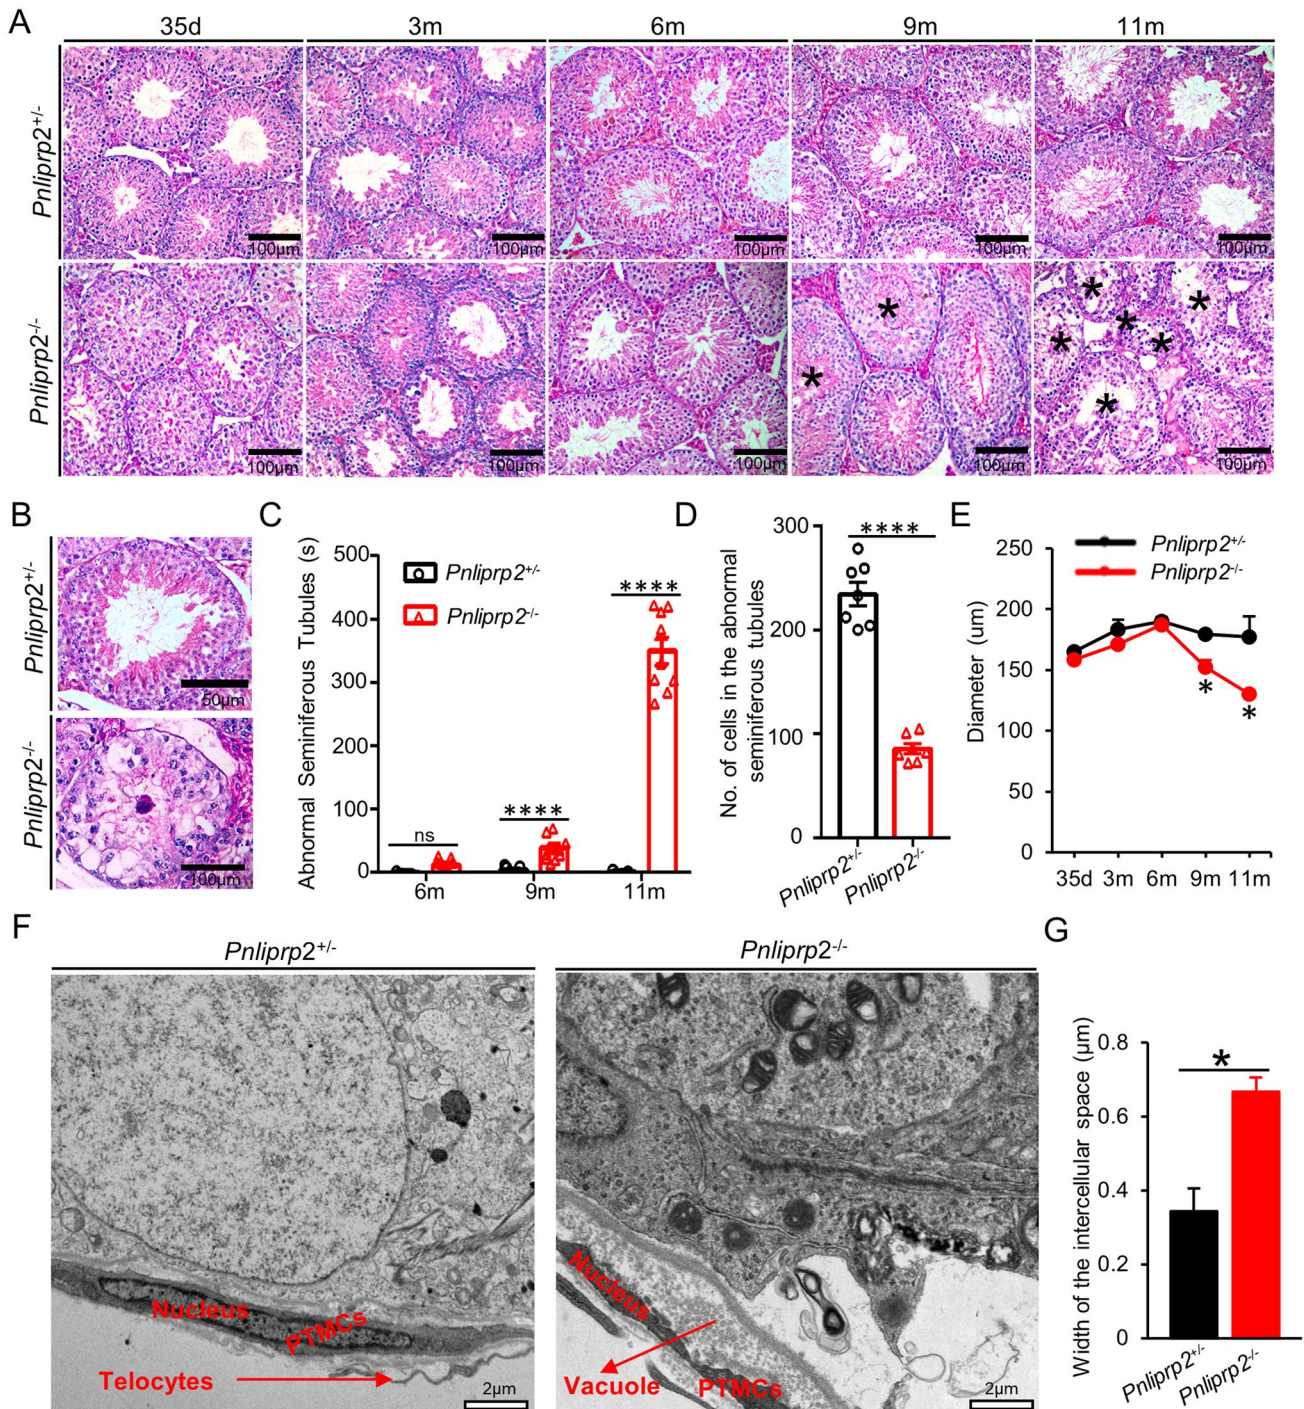 A
35d 3m 6m 9m 11m
Pnliprp2+/-
100μm 100μm 100μm 100μm 100μm
Pnliprp2-/-
* * * * * * * *
100μm 100μm 100μm 100μm 100μm
B
Pnliprp2+/-
50μm
Pnliprp2-/-
100μm
C
Abnormal Seminiferous Tubules (s)
500
400
300
200
100
0
Pnliprp2+/-
Pnliprp2-/-
ns
****
****
6m 9m 11m
D
No. of cells in the abnormal
seminiferous tubules
300
200
100
0
****
Pnliprp2+/-
Pnliprp2-/-
E
Diameter (um)
250
200
150
100
50
0
Pnliprp2+/-
Pnliprp2-/-
*
*
35d 3m 6m 9m 11m
F
Pnliprp2+/-
Nucleus
PTMCs
Telocytes
2μm
Pnliprp2-/-
Nucleus
Vacuole
PTMCs
2μm
G
Width of the intercellular space (μm)
0.8
0.6
0.4
0.2
0
*
Pnliprp2+/-
Pnliprp2-/-